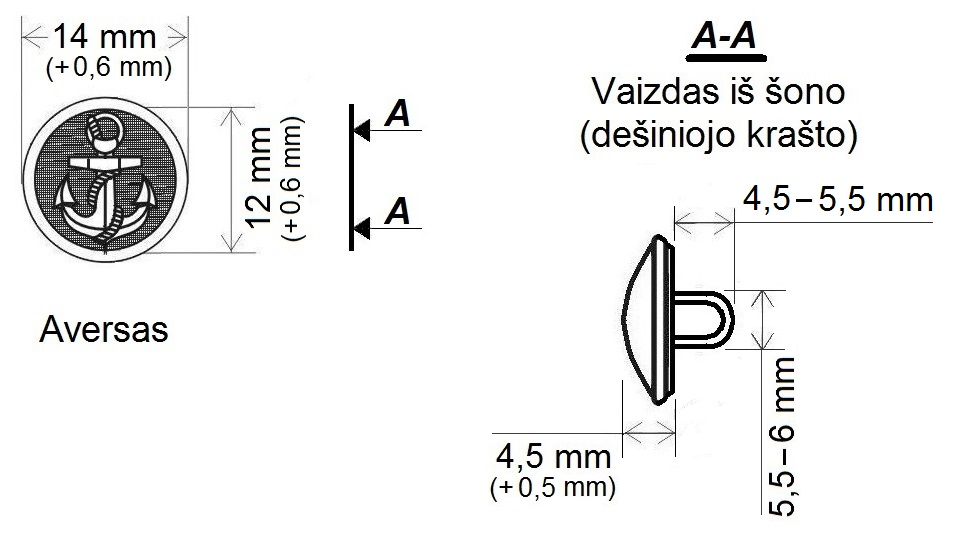 14 mm
(+0,6 mm)
12 mm
(+0,6 mm)
A
A
Aversas
A-A
Vaizdas iš šono
(dešiniojo krašto)
4,5–5,5 mm
5,5–6 mm
4,5 mm
(+0,5 mm)